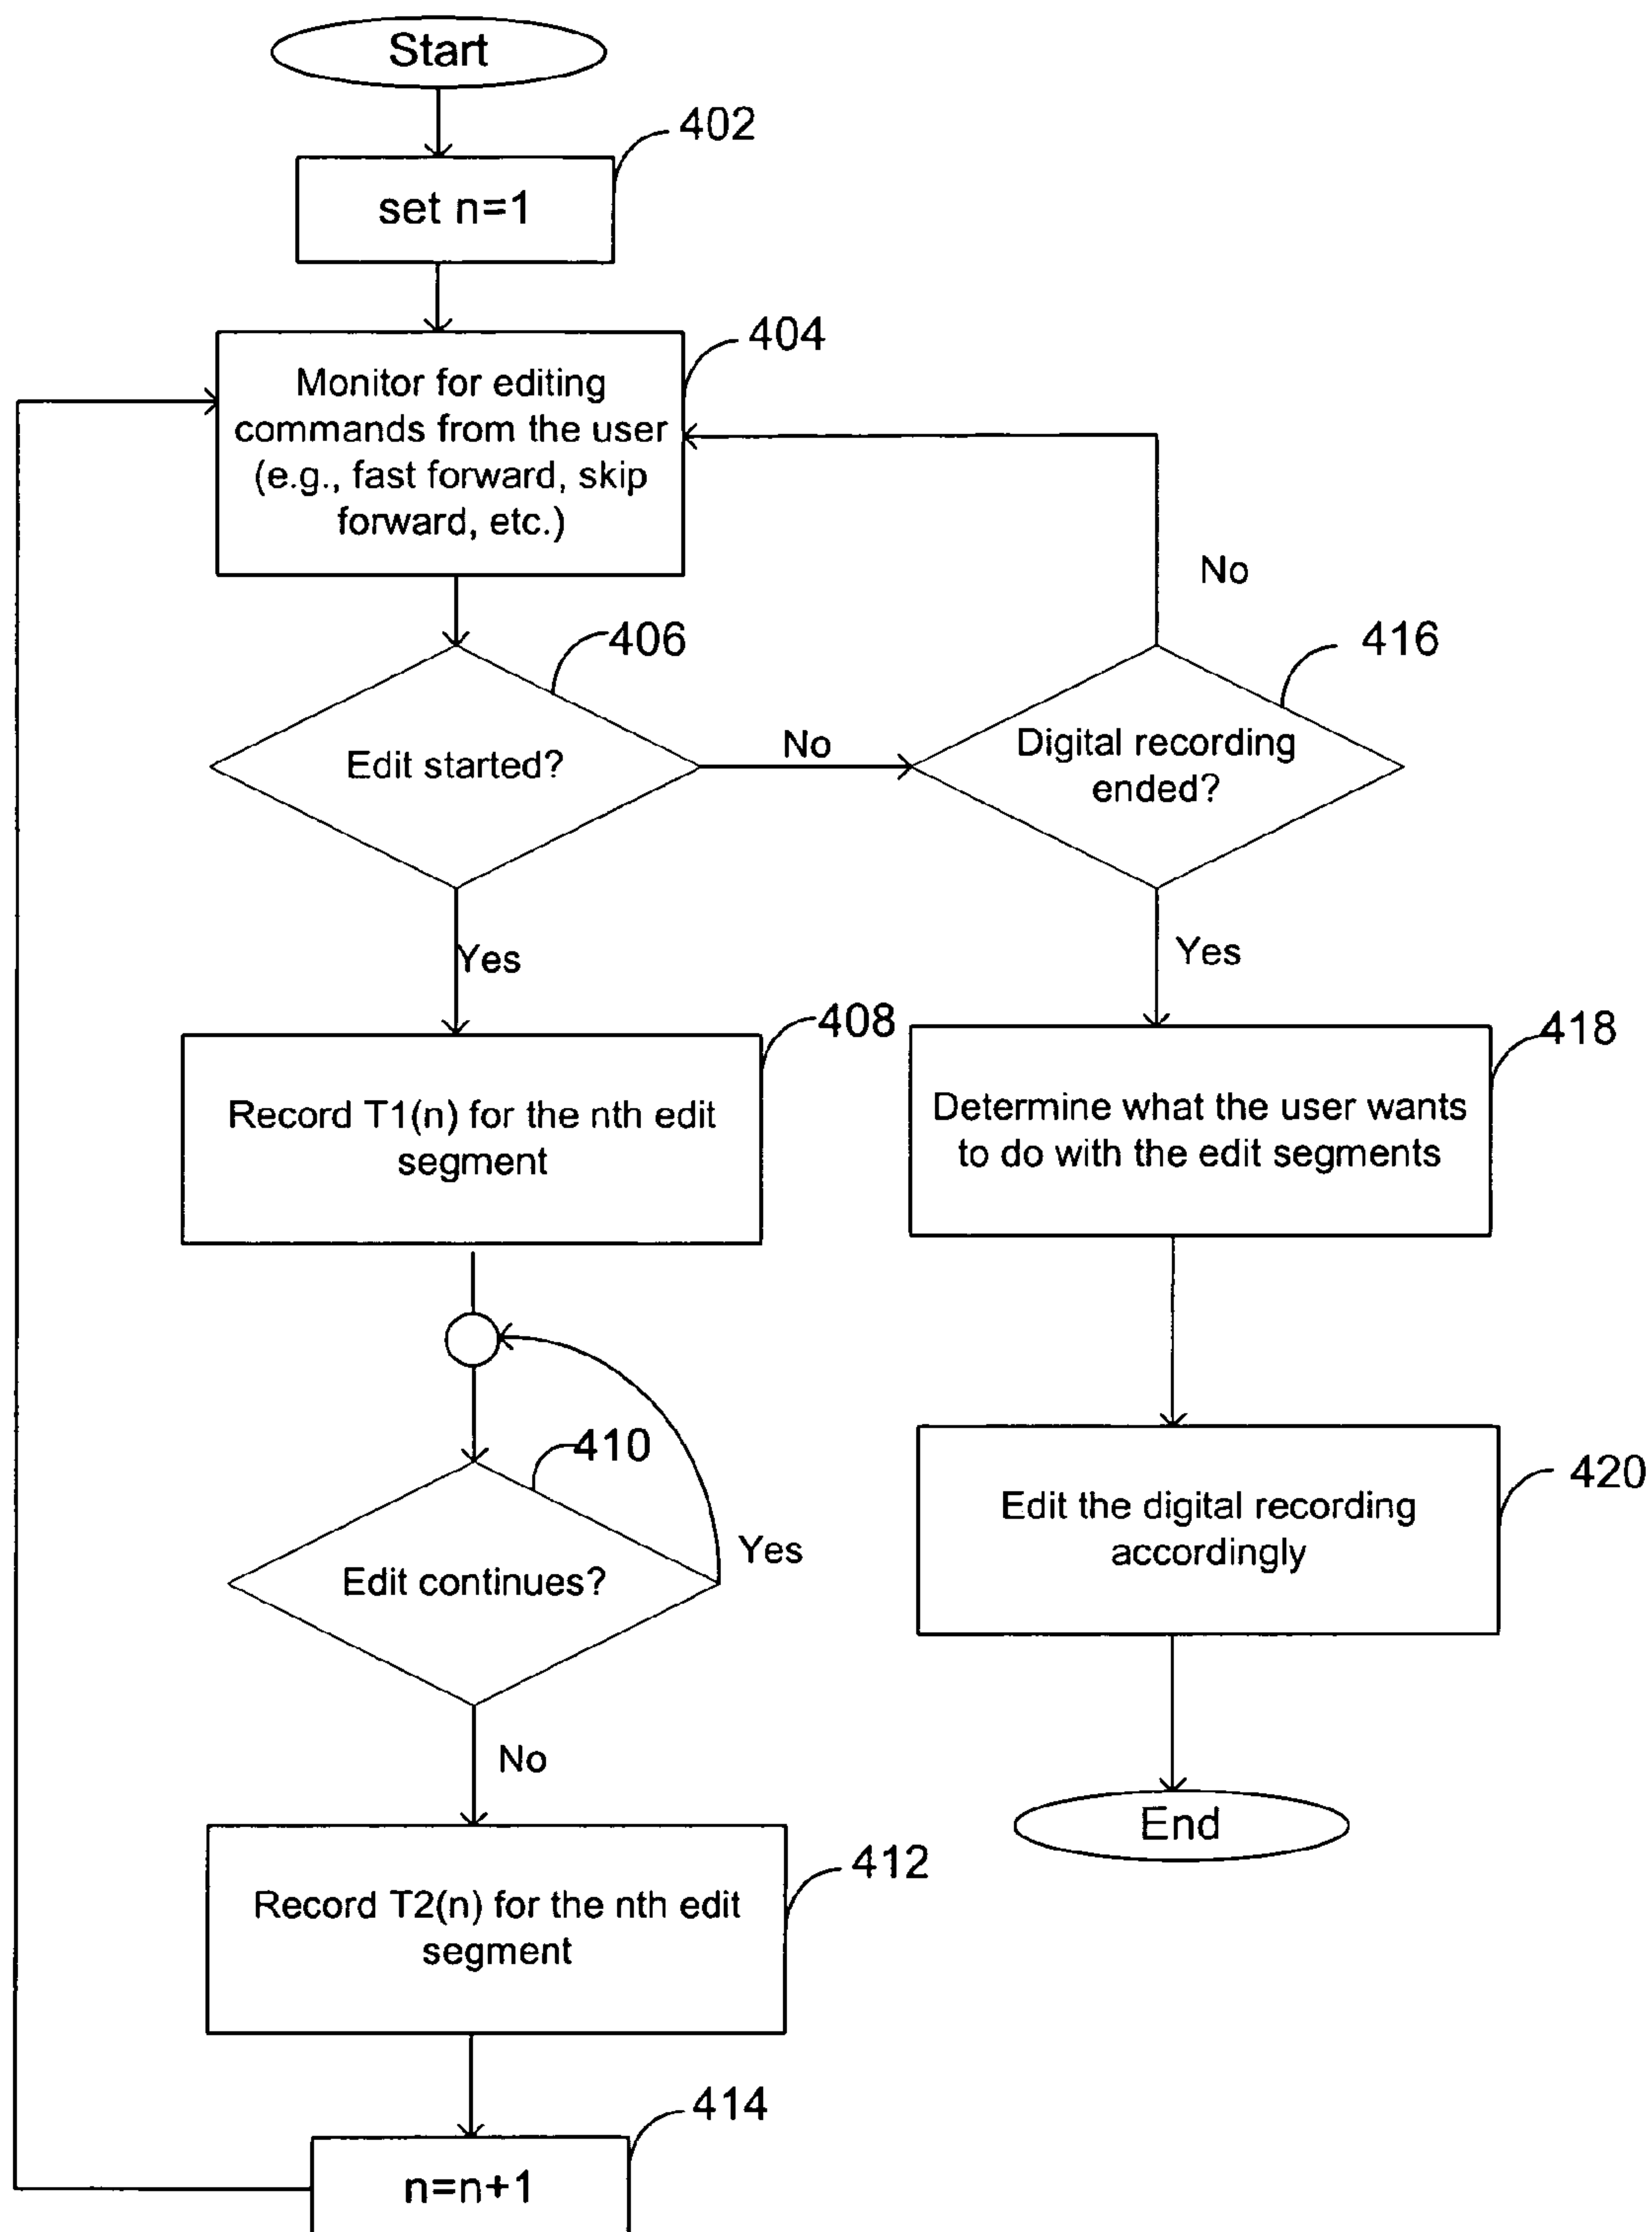 Start
402
set n=1
404
Monitor for editing
commands from the user
(e.g., fast forward, skip
forward, etc.)
No
406
416
Edit started?
No
Digital recording
ended?
Yes
Yes
408
418
Record T1(n) for the nth edit
segment
Determine what the user wants
to do with the edit segments
410
Yes
Edit continues?
420
Edit the digital recording
accordingly
No
End
412
Record T2(n) for the nth edit
segment
414
n=n+1